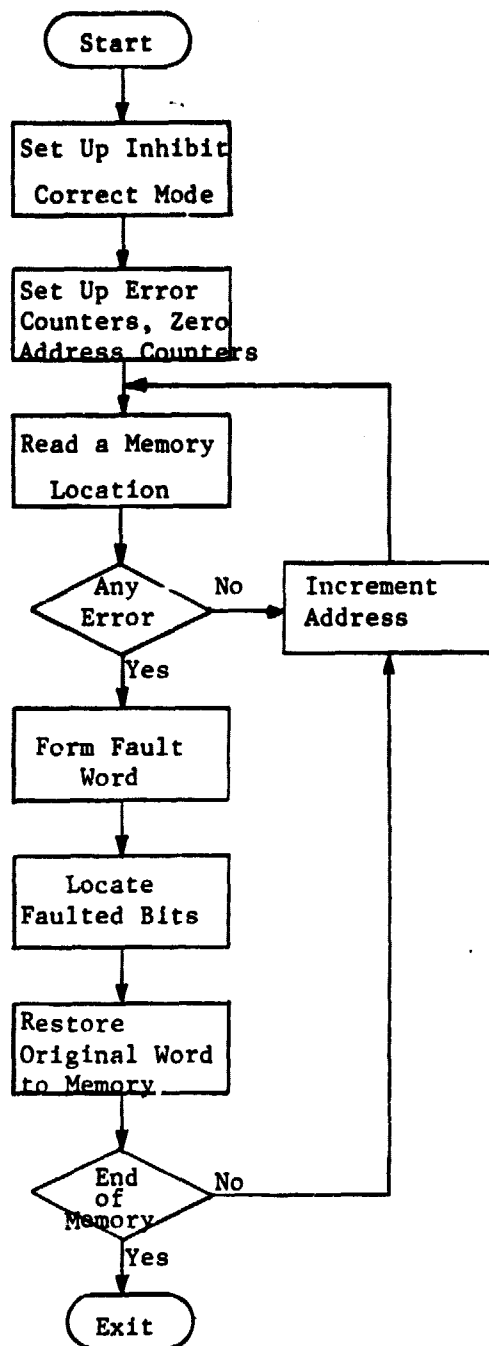 Start
Set Up Inhibit
Correct Mode
Set Up Error
Counters, Zero
Address Counters
Read a Memory
Location
Any
Error
No
Increment
Address
Yes
Form Fault
Word
Locate
Faulted Bits
Restore
Original Word
to Memory
End
of
Memory
No
Yes
Exit